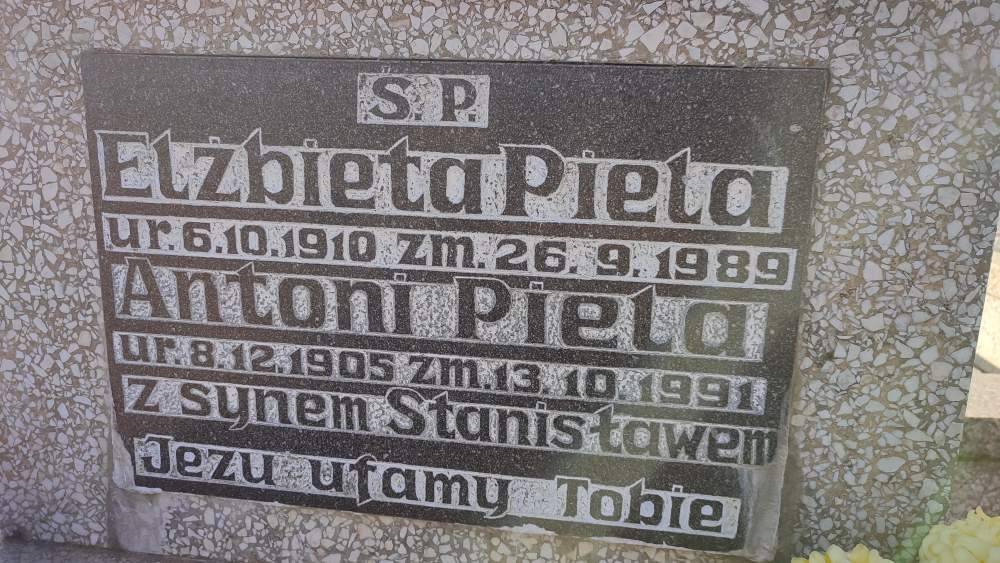 Ś.P.
Elżbieta Pieta
ur. 6.10.1910 zm. 26. 9. 1989
Antoni Pieta
ur. 8.12.1905 zm. 13. 10. 1991
z synem Stanisławem
Jezu ufamy Tobie